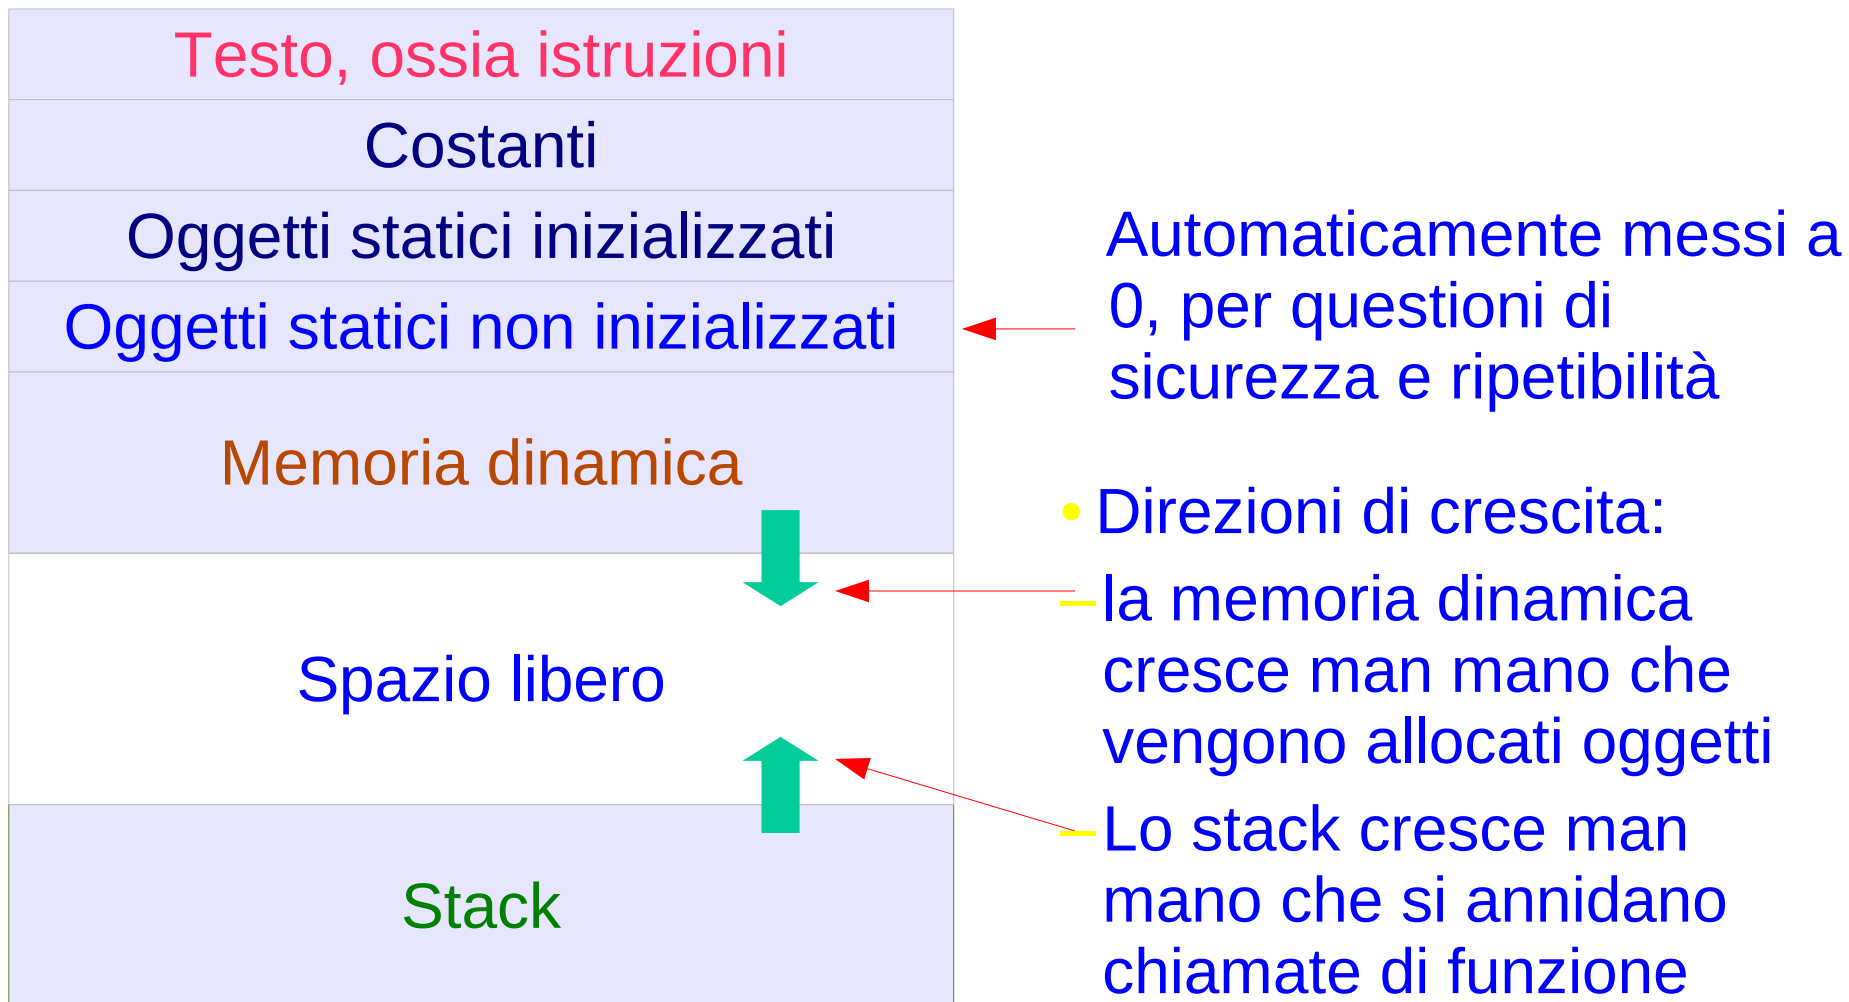 Testo, ossia istruzioni
Costanti
Oggetti statici inizializzati
Oggetti statici non inizializzati
Memoria dinamica
Spazio libero
Stack
Automaticamente messi a
0, per questioni di
sicurezza e ripetibilità
• Direzioni di crescita:
– la memoria dinamica
cresce man mano che
vengono allocati oggetti
– Lo stack cresce man
mano che si annidano
chiamate di funzione